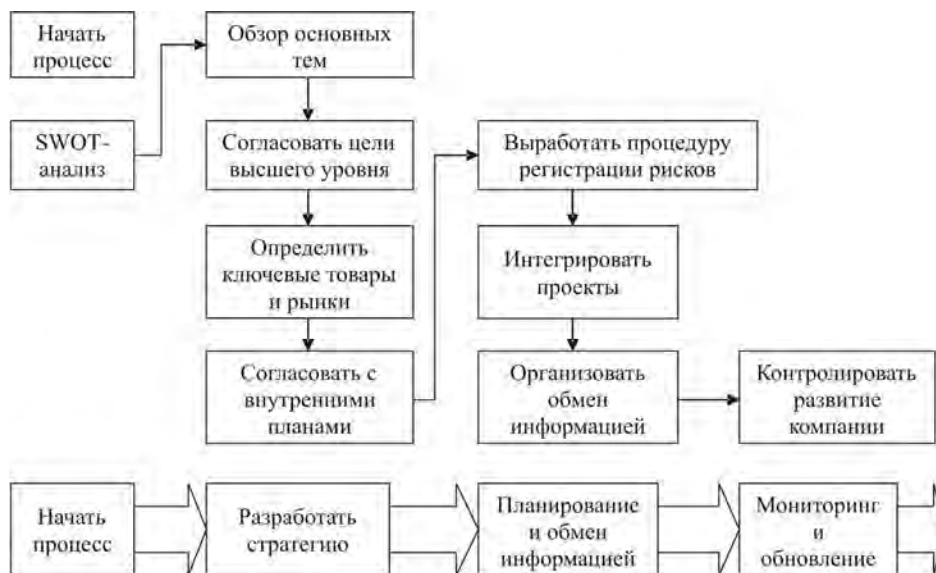 Начать
процесс
Обзор основных
тем
SWOT-
анализ
Согласовать цели
высшего уровня
Выработать процедуру
регистрации рисков
Определить
ключевые товары
и рынки
Интегрировать
проекты
Согласовать с
внутренними
планами
Организовать
обмен
информацией
Контролировать
развитие
компании
Начать
процесс
Разработать
стратегию
Планирование
и обмен
информацией
Мониторинг
и
обновление